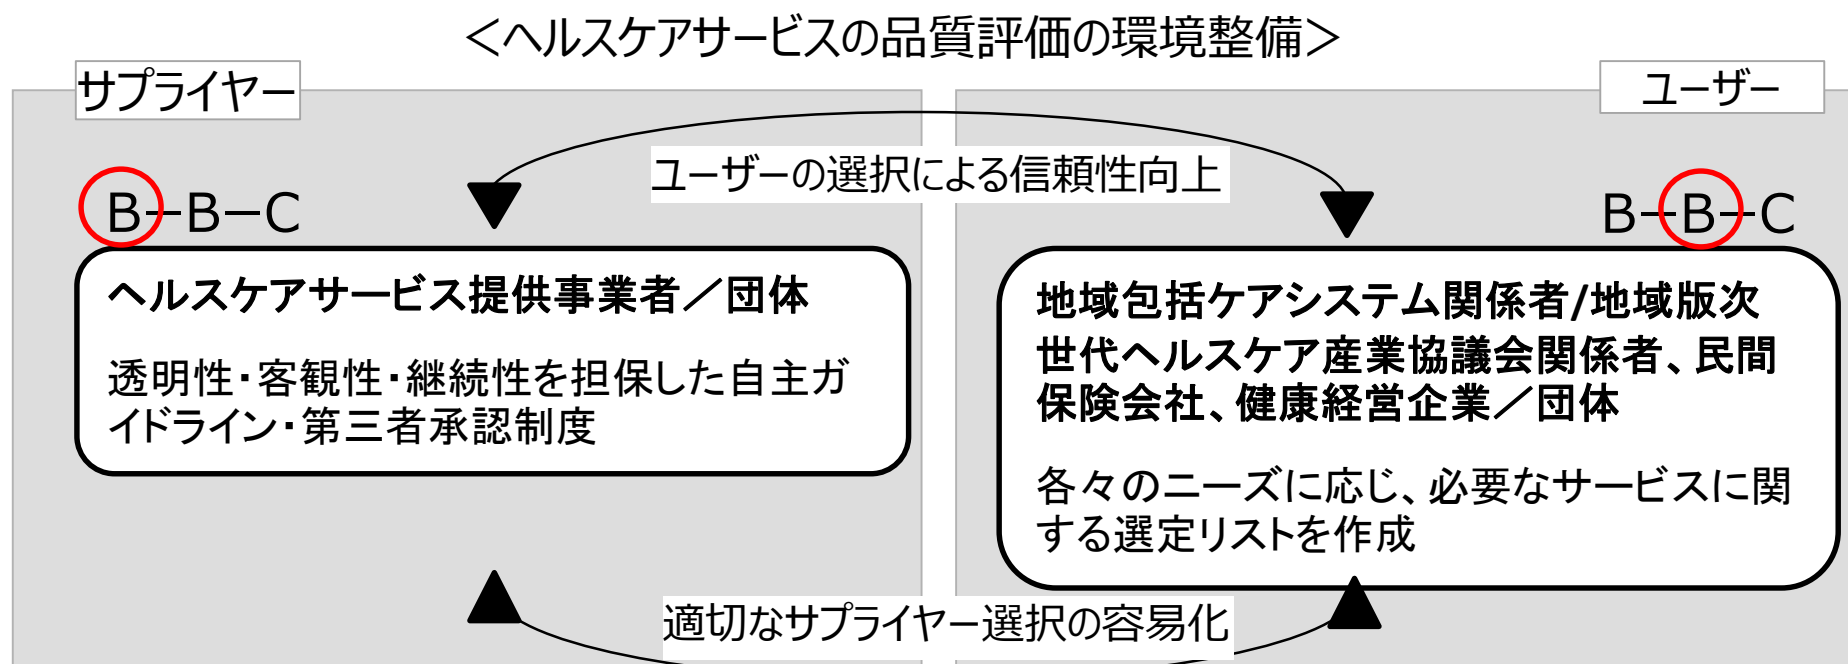 ＜ヘルスケアサービスの品質評価の環境整備＞
サプライヤー
ユーザー
ユーザーの選択による信頼性向上
B－B－C
B－B－C
ヘルスケアサービス提供事業者／団体
透明性・客観性・継続性を担保した自主ガ
イドライン・第三者承認制度
地域包括ケアシステム関係者/地域版次
世代ヘルスケア産業協議会関係者、民間
保険会社、健康経営企業／団体
各々のニーズに応じ、必要なサービスに関
する選定リストを作成
適切なサプライヤー選択の容易化